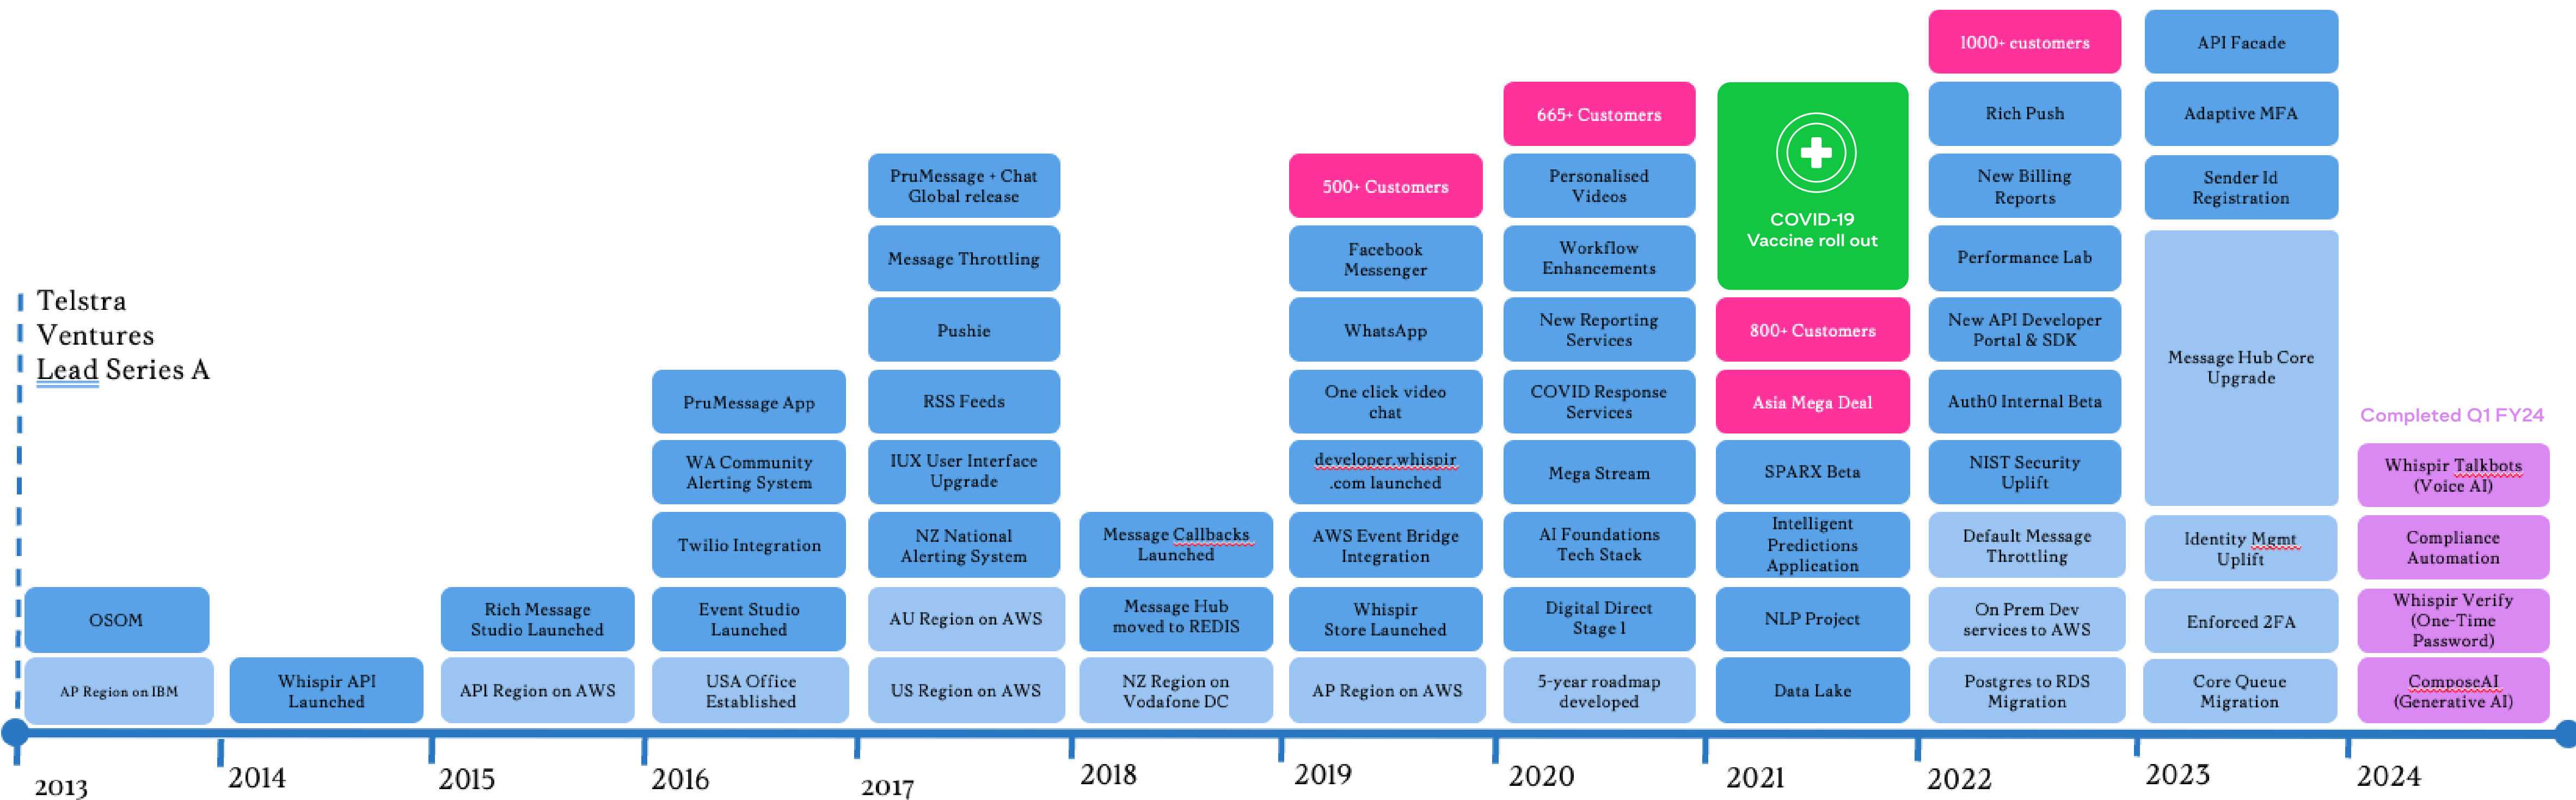 Telstra
Ventures
Lead Series A
OSOM
AP Region on IBM
2013
Whispir API
Launched
2014
Rich Message
Studio Launched
API Region on AWS
2015
PruMessage App
WA Community
Alerting System
Twilio Integration
Event Studio
Launched
USA Office
Established
2016
PruMessage + Chat
Global release
Message Throttling
Pushie
RSS Feeds
IUX User Interface
Upgrade
NZ National
Alerting System
AU Region on AWS
US Region on AWS
2017
Message Callbacks
Launched
Message Hub
moved to REDIS
NZ Region on
Vodafone DC
2018
500+ Customers
Facebook
Messenger
WhatsApp
One click video
chat
developer.whispir
.com launched
AWS Event Bridge
Integration
Whispir
Store Launched
AP Region on AWS
2019
665+ Customers
Personalised
Videos
Workflow
Enhancements
New Reporting
Services
COVID Response
Services
Mega Stream
AI Foundations
Tech Stack
Digital Direct
Stage 1
5-year roadmap
developed
2020
COVID-19
Vaccine roll out
800+ Customers
Asia Mega Deal
SPARX Beta
Intelligent
Predictions
Application
NLP Project
Data Lake
2021
1000+ customers
Rich Push
New Billing
Reports
Performance Lab
New API Developer
Portal & SDK
Auth0 Internal Beta
NIST Security
Uplift
Default Message
Throttling
On Prem Dev
services to AWS
Postgres to RDS
Migration
2022
API Facade
Adaptive MFA
Sender Id
Registration
Message Hub Core
Upgrade
Identity Mgmt
Uplift
Enforced 2FA
Core Queue
Migration
2023
Completed Q1 FY24
Whispir Talkbots
(Voice AI)
Compliance
Automation
Whispir Verify
(One-Time
Password)
ComposeAI
(Generative AI)
2024